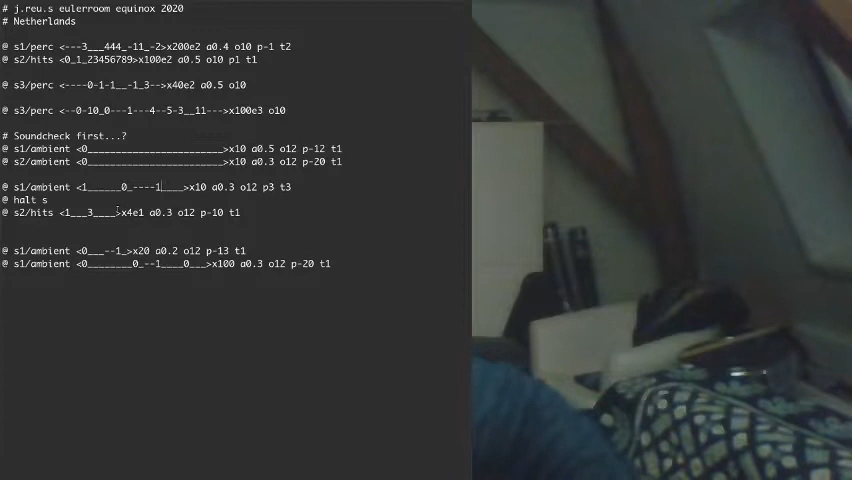 # j.reu.s eulerroom equinox 2020
# Netherlands
@ s1/perc <---3___444_-11_-2>x200e2 a0.4 o10 p-1 t2
@ s2/hits <0_1_23456789>x100e2 a0.5 o10 p1 t1
@ s3/perc <----0-1-1__-1_3-->x40e2 a0.5 o10
@ s3/perc <--0-10_0---1---4--5-3__11--->x100e3 o10
# Soundcheck first...?
@ s1/ambient <0_________________________>x10 a0.5 o12 p-12 t1
@ s2/ambient <0_________________________>x10 a0.3 o12 p-20 t1
@ s1/ambient <1______0_----1____>x10 a0.3 o12 p3 t3
@ halt s
@ s2/hits <1___3____>x4e1 a0.3 o12 p-10 t1
@ s1/ambient <0___--1_>x20 a0.2 o12 p-13 t1
@ s1/ambient <0________0_--1____0___>x100 a0.3 o12 p-20 t1